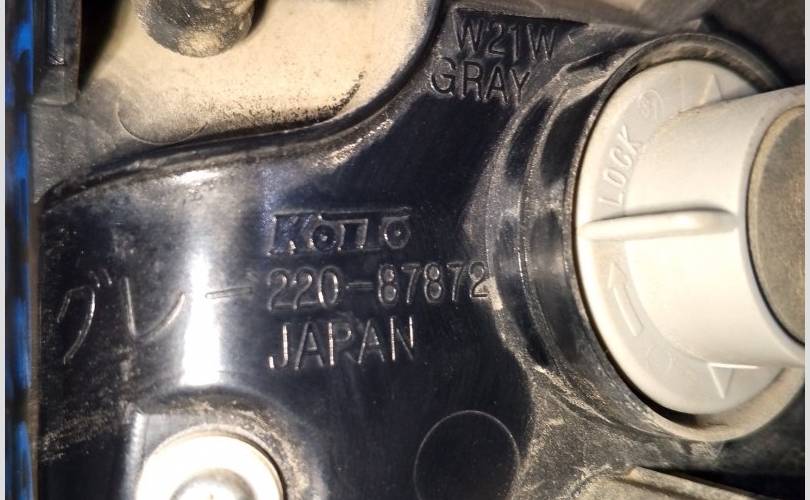 W21W
GRAY
LOCK
KOITO
グレー 220-87872
JAPAN